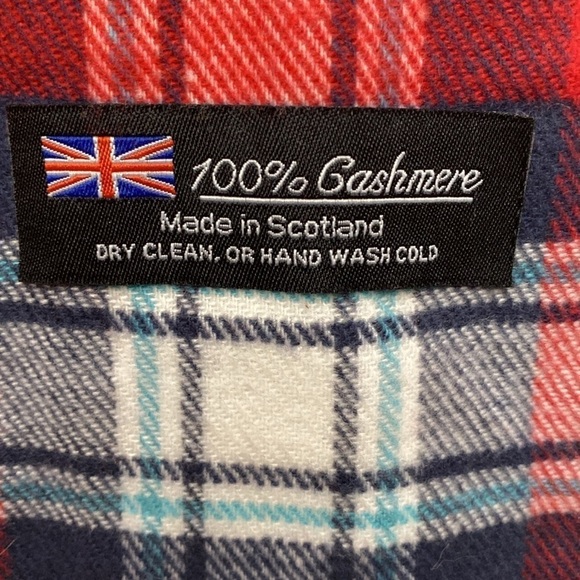 100% Cashmere
Made in Scotland
DRY CLEAN. OR HAND WASH COLD